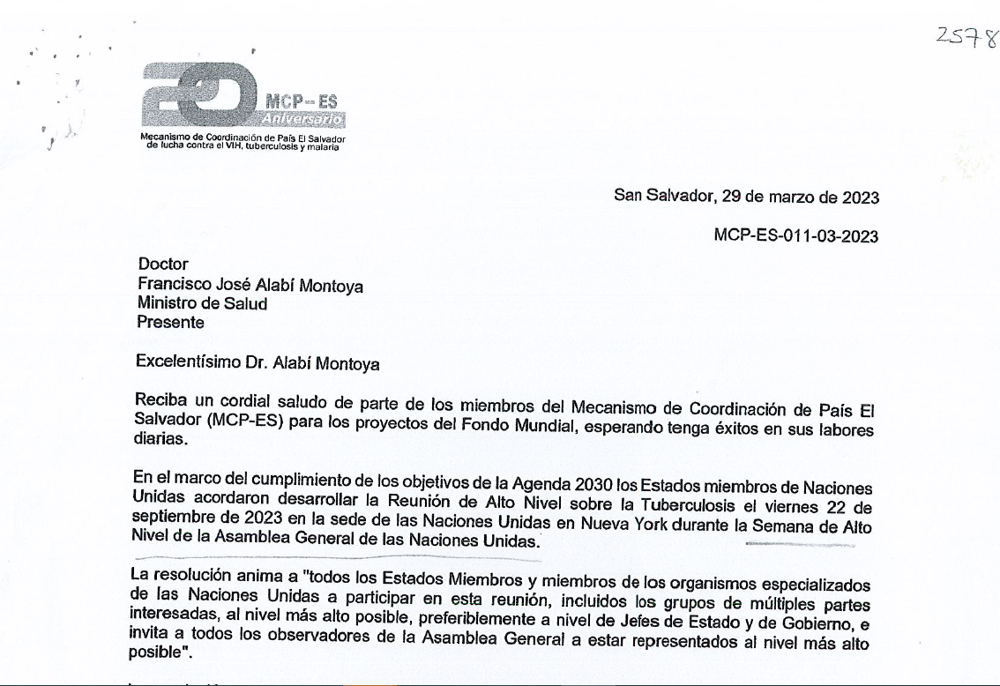 2578
20
MCP-ES
Aniversario
Mecanismo de Coordinación de País El Salvador
de lucha contra el VIH, tuberculosis y malaria
San Salvador, 29 de marzo de 2023
MCP-ES-011-03-2023
Doctor
Francisco José Alabí Montoya
Ministro de Salud
Presente
Excelentísimo Dr. Alabí Montoya
Reciba un cordial saludo de parte de los miembros del Mecanismo de Coordinación de País El
Salvador (MCP-ES) para los proyectos del Fondo Mundial, esperando tenga éxitos en sus labores
diarias.
En el marco del cumplimiento de los objetivos de la Agenda 2030 los Estados miembros de Naciones
Unidas acordaron desarrollar la Reunión de Alto Nivel sobre la Tuberculosis el viernes 22 de
septiembre de 2023 en la sede de las Naciones Unidas en Nueva York durante la Semana de Alto
Nivel de la Asamblea General de las Naciones Unidas.
La resolución anima a "todos los Estados Miembros y miembros de los organismos especializados
de las Naciones Unidas a participar en esta reunión, incluidos los grupos de múltiples partes
interesadas, al nivel más alto posible, preferiblemente a nivel de Jefes de Estado y de Gobierno, e
invita a todos los observadores de la Asamblea General a estar representados al nivel más alto
posible".